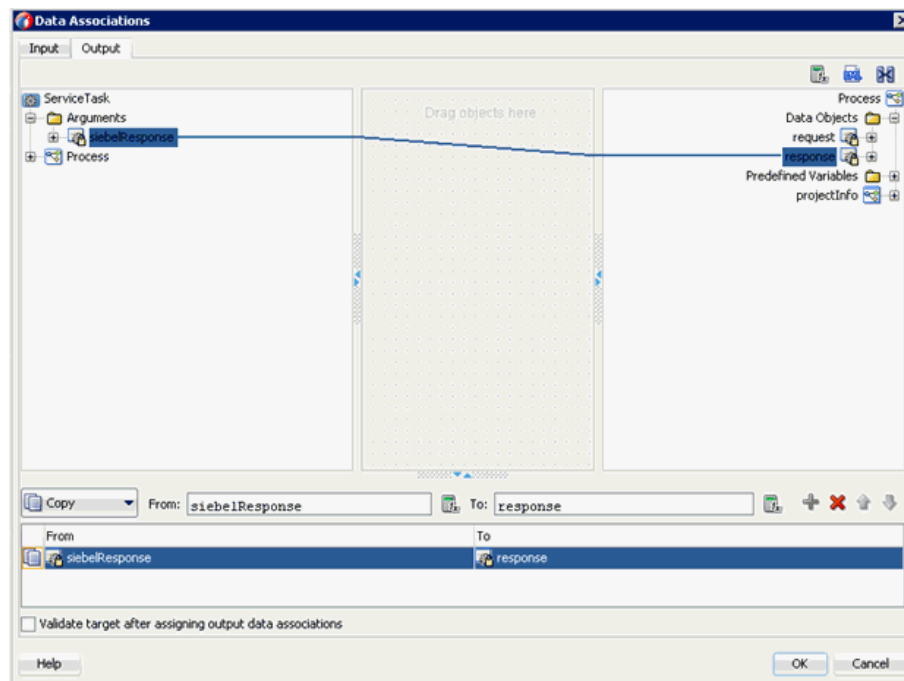 Data Associations
Input Output
ServiceTask
Arguments
siebelResponse
Process
Drag objects here
Process
Data Objects
request
response
Predefined Variables
projectInfo
Copy From: siebelResponse To: response
From To
siebelResponse response
Validate target after assigning output data associations
Help OK Cancel